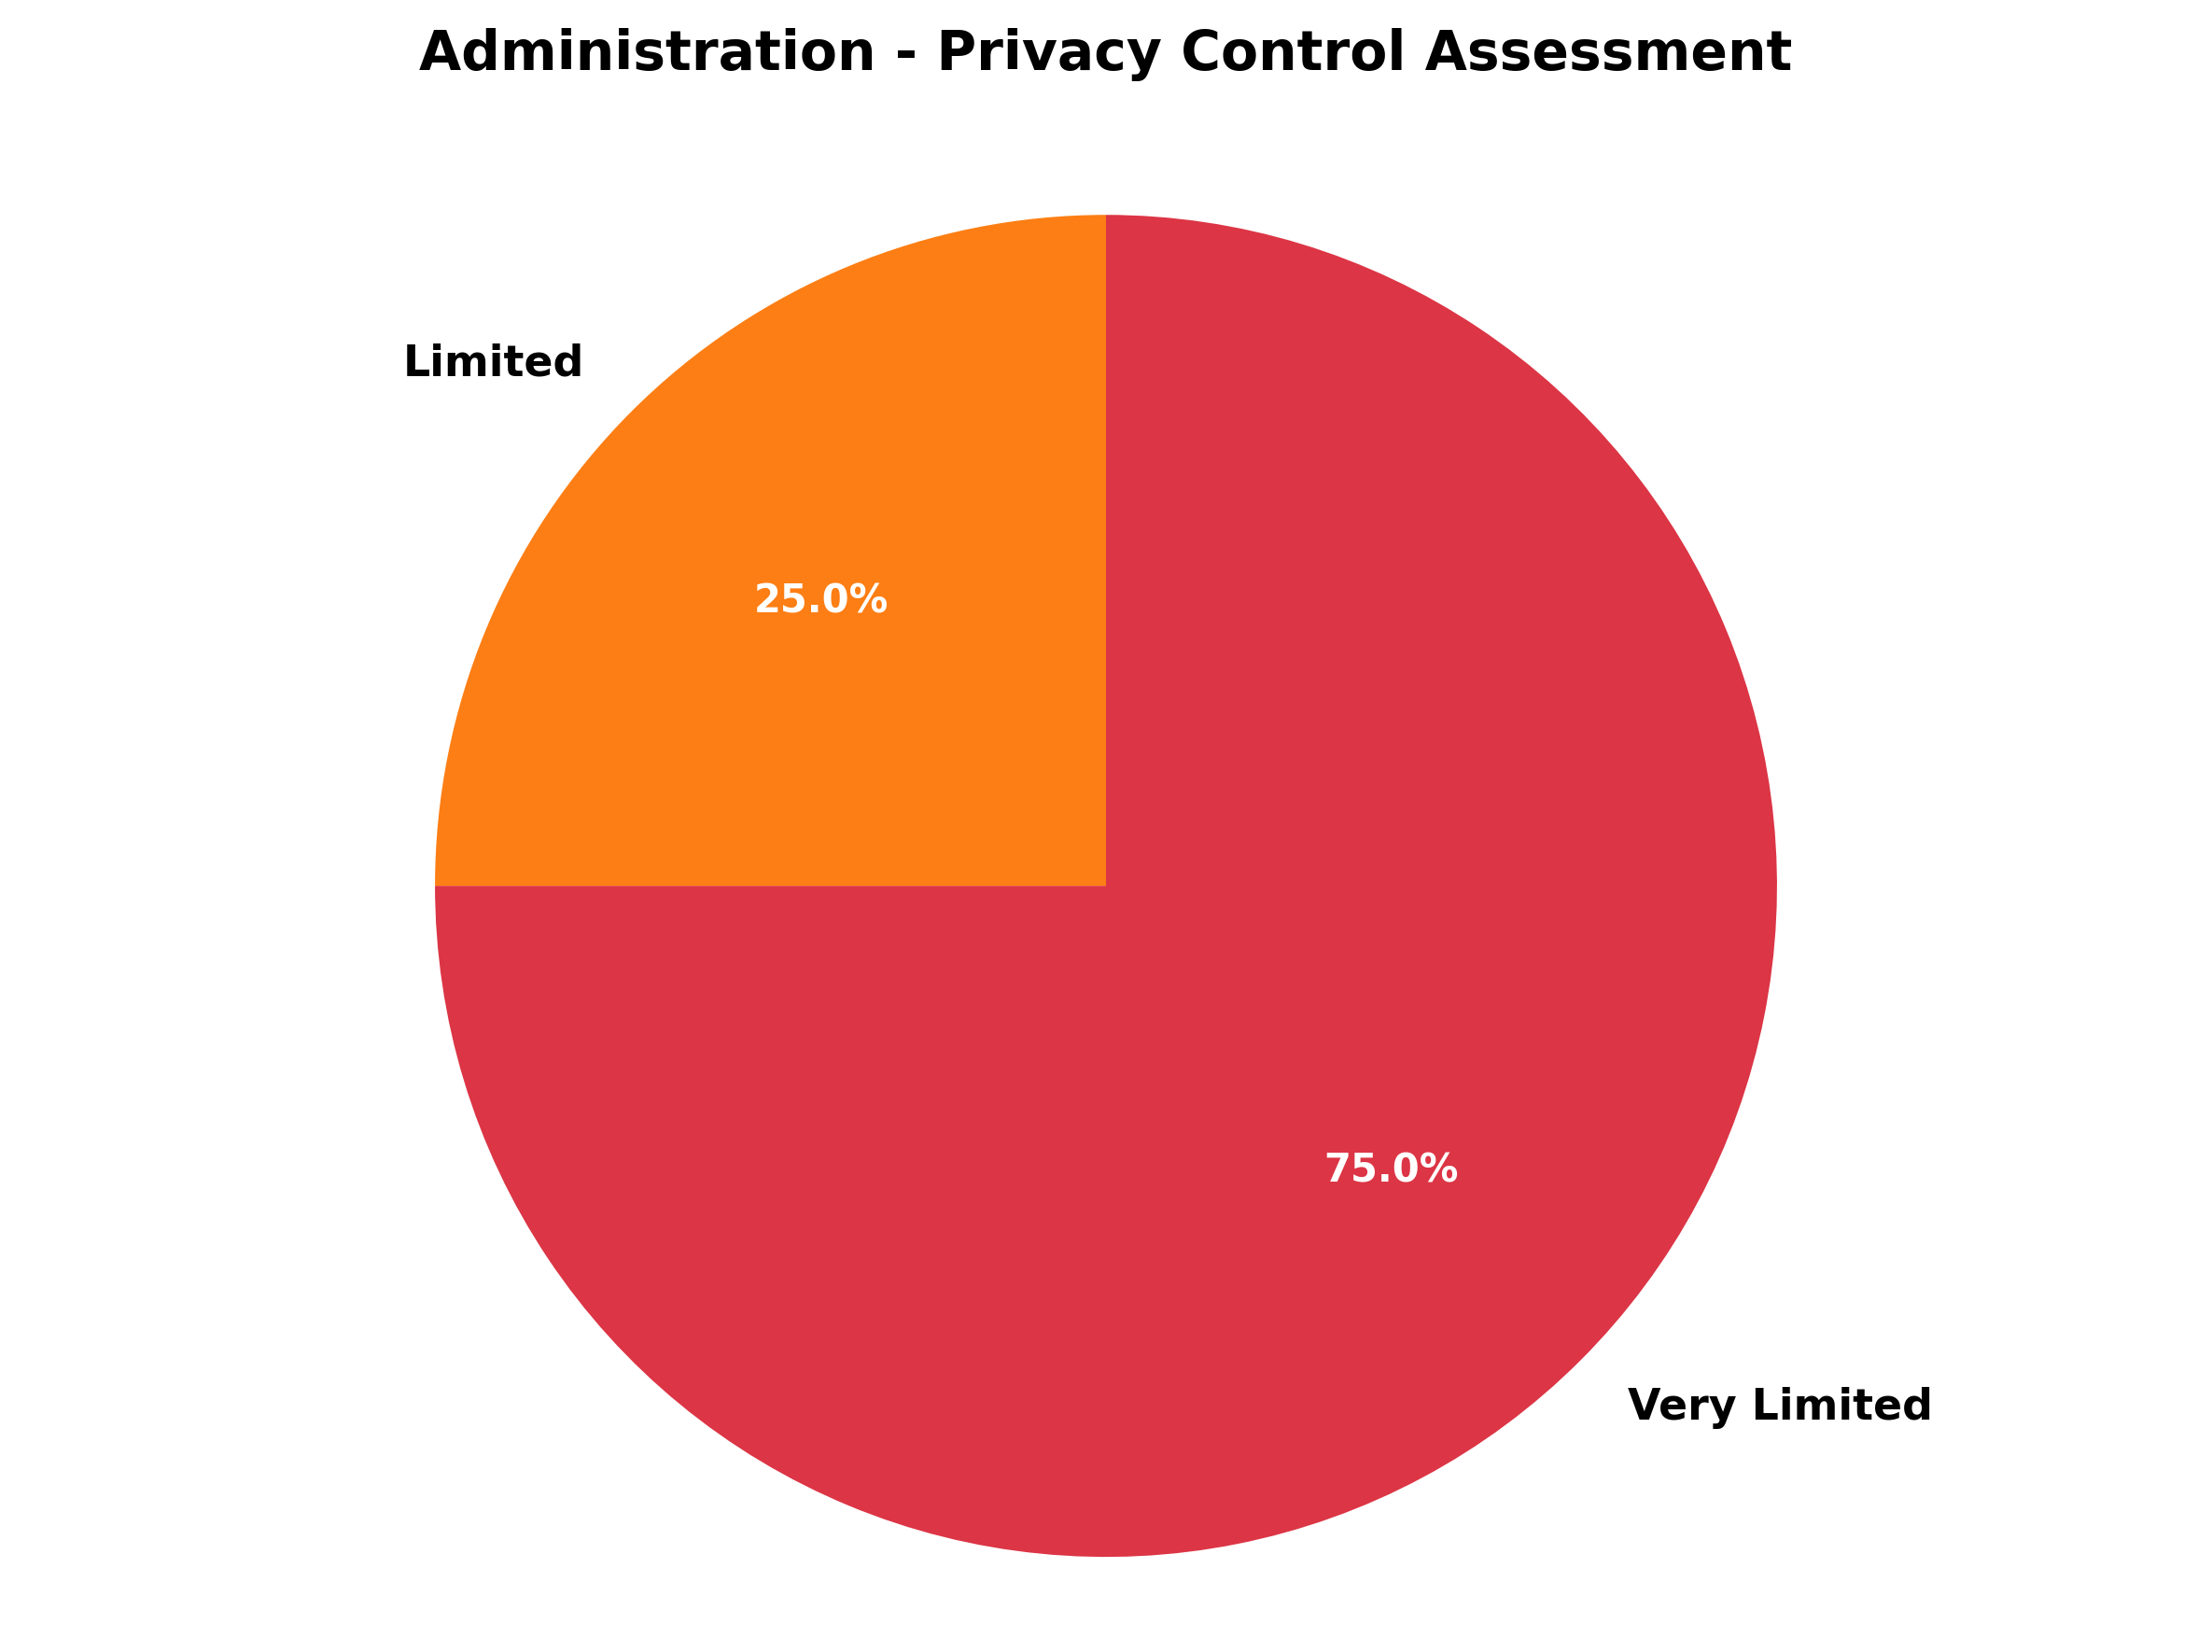 Administration - Privacy Control Assessment
Limited
25.0%
75.0%
Very Limited